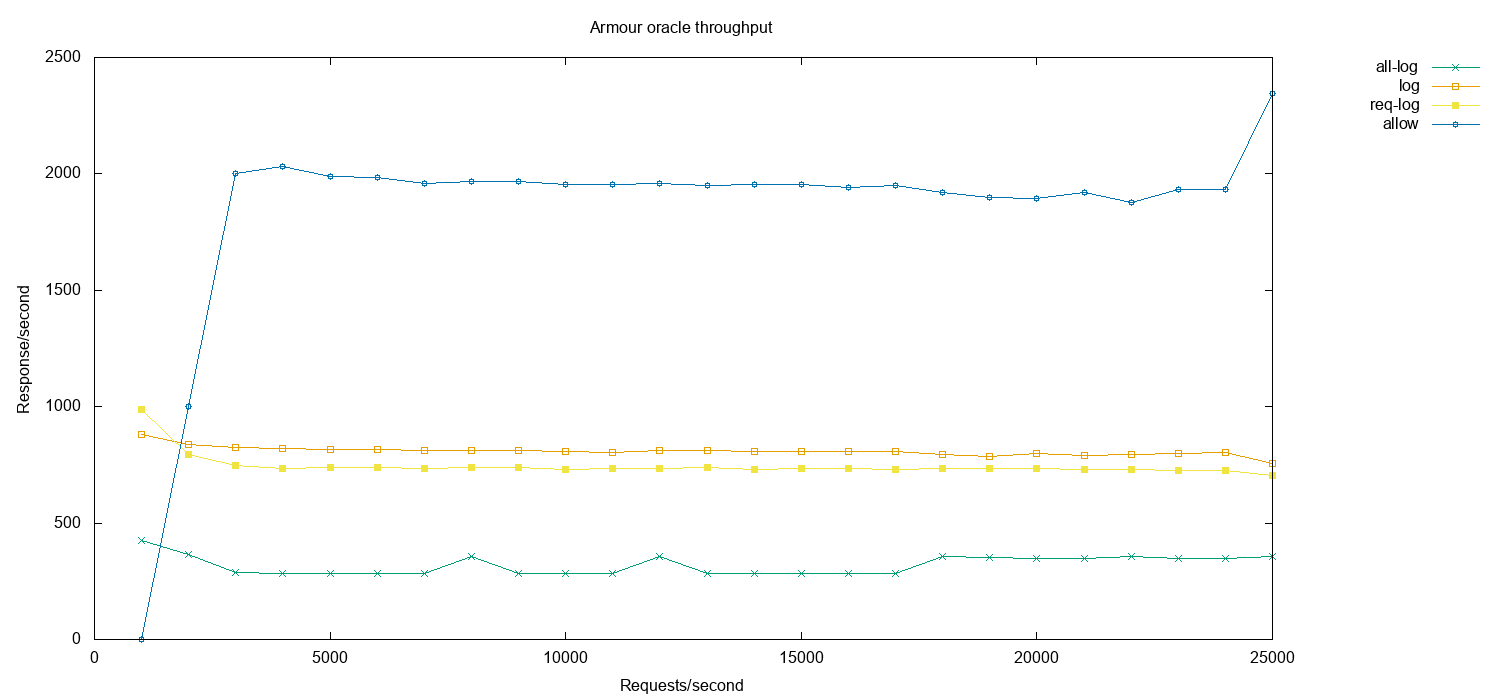 Armour oracle throughput
2500
2000
1500
1000
500
0
Response/second
0 5000 10000 15000 20000 25000
Requests/second
all-log
log
req-log
allow